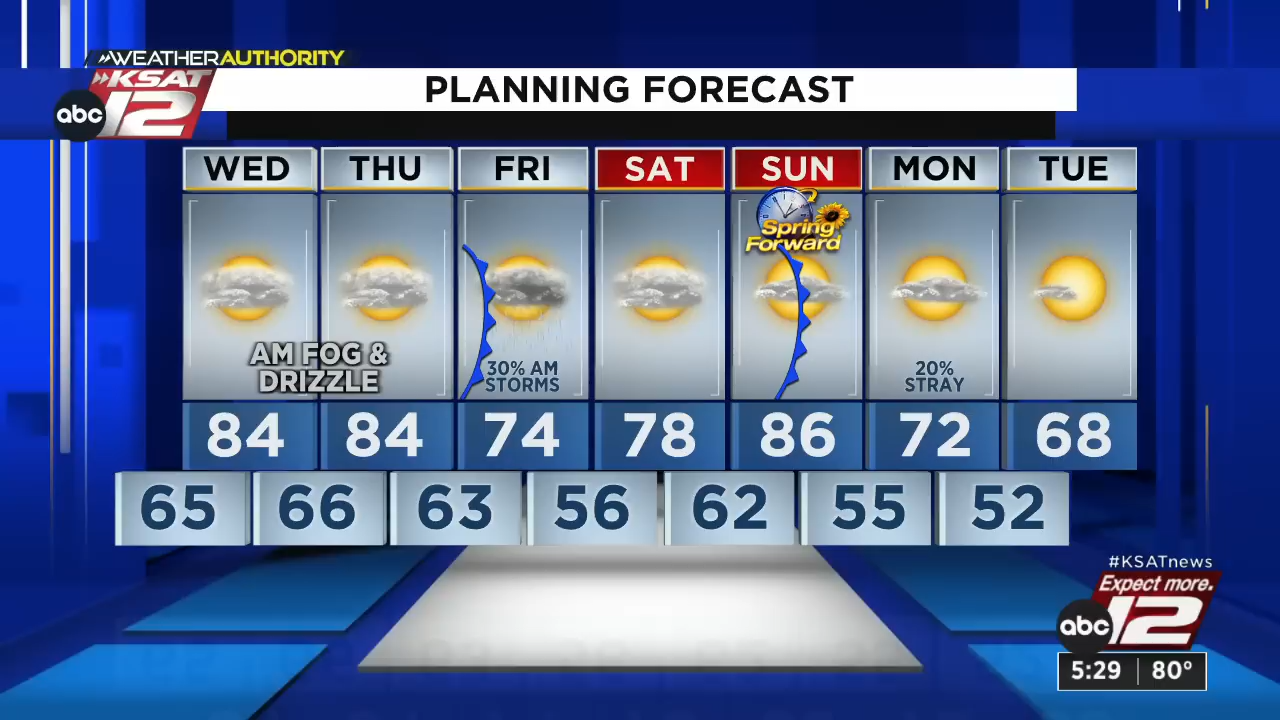 WEATHER AUTHORITY
KSAT
abc 12
PLANNING FORECAST
WED THU FRI SAT SUN MON TUE
Spring
Forward
AM FOG &
DRIZZLE
30% AM
STORMS
20%
STRAY
84 84 74 78 86 72 68
65 66 63 56 62 55 52
#KSATnews
Expect more.
abc 12
5:29 80°